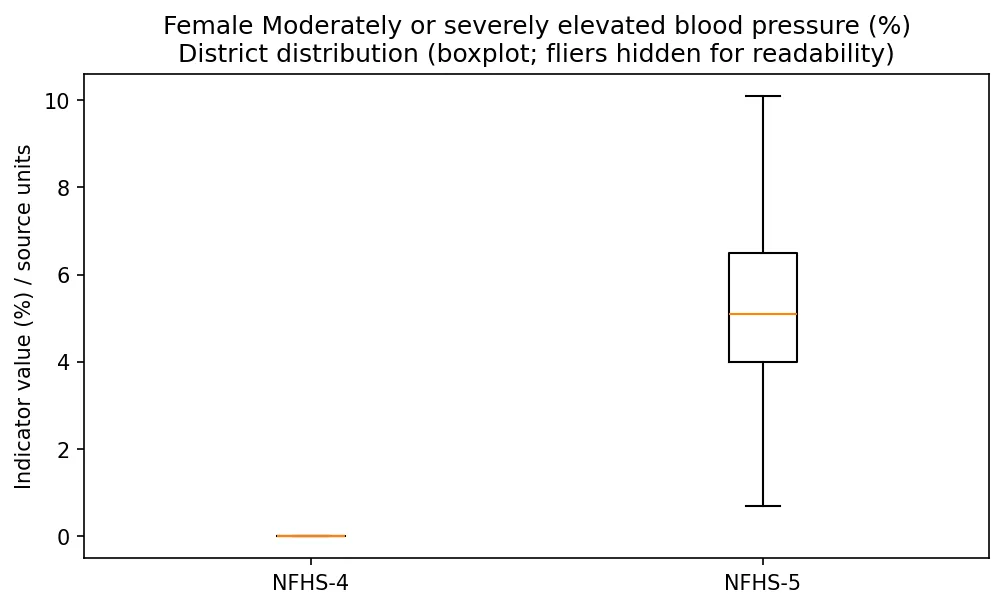 Female Moderately or severely elevated blood pressure (%)
District distribution (boxplot; fliers hidden for readability)
Indicator value (%) / source units
10
8
6
4
2
0
NFHS-4
NFHS-5